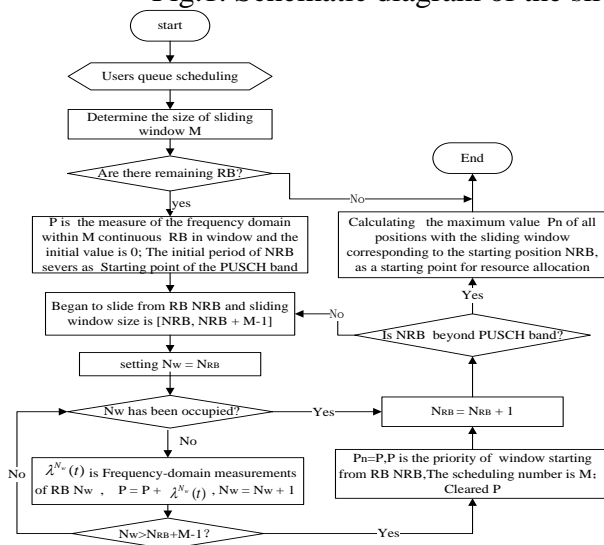 Fig.1. Schematic diagram of the
start
Users queue scheduling
Determine the size of sliding
window M
Are there remaining RB?
No
yes
End
P is the measure of the frequency domain
within M continuous RB in window and the
initial value is 0; The initial period of NRB
severs as Starting point of the PUSCH band
Calculating the maximum value Pn of all
positions with the sliding window
corresponding to the starting position NRB,
as a starting point for resource allocation
Began to slide from RB NRB and sliding
window size is [NRB, NRB + M-1]
No
Yes
Is NRB beyond PUSCH band?
setting Nw = NRB
Nw has been occupied?
Yes
NRB = NRB + 1
No
No
λ^{Nw}(t) is Frequency-domain measurements
of RB Nw , P = P + λ^{Nw}(t), Nw = Nw + 1
Pn=P,P is the priority of window starting
from RB NRB,The scheduling number is M;
Cleared P
Nw>NRB+M-1?
Yes